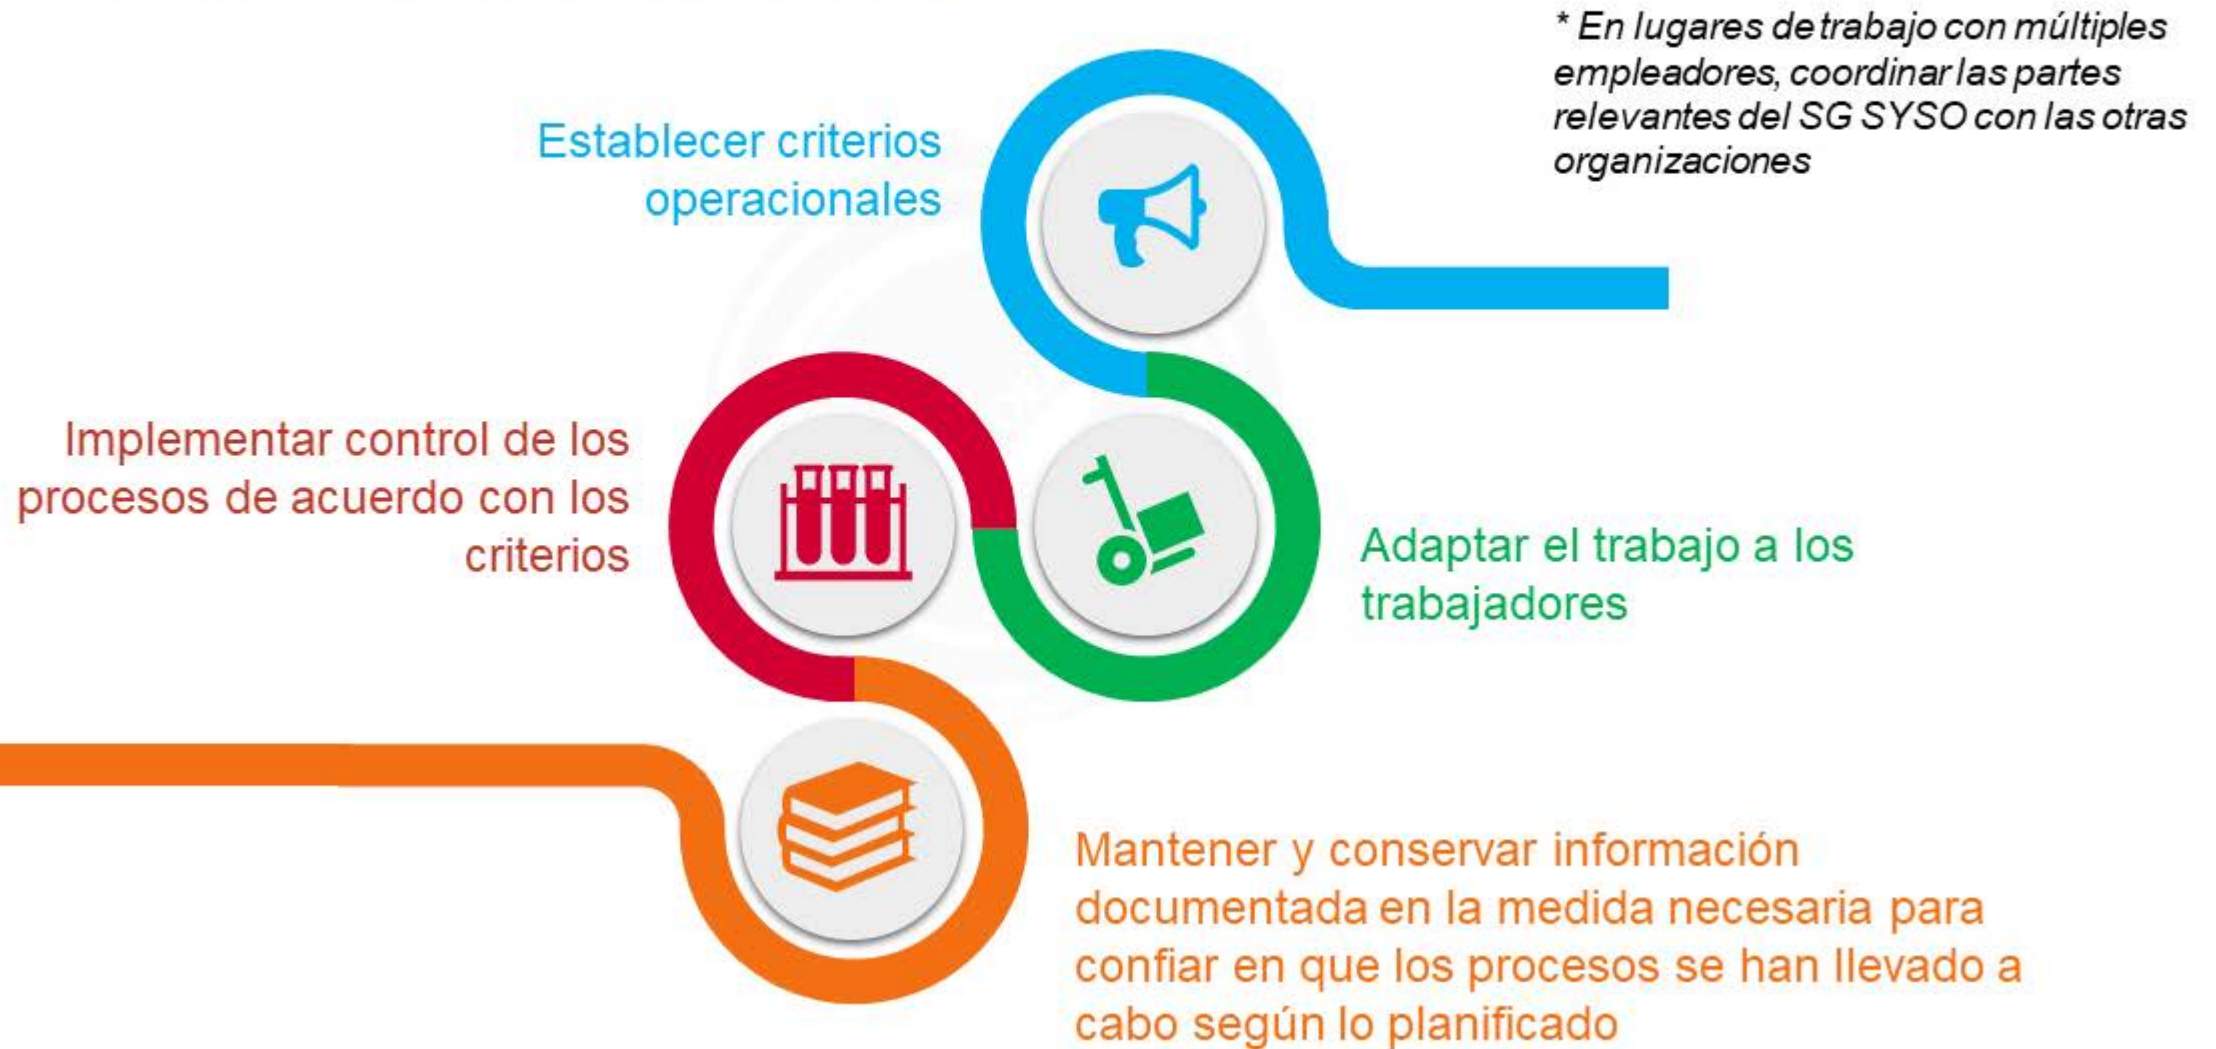 * En lugares de trabajo con múltiples
empleadores, coordinar las partes
relevantes del SG SYSO con las otras
organizaciones
Establecer criterios
operacionales
Implementar control de los
procesos de acuerdo con los
criterios
Adaptar el trabajo a los
trabajadores
Mantener y conservar información
documentada en la medida necesaria para
confiar en que los procesos se han llevado a
cabo según lo planificado